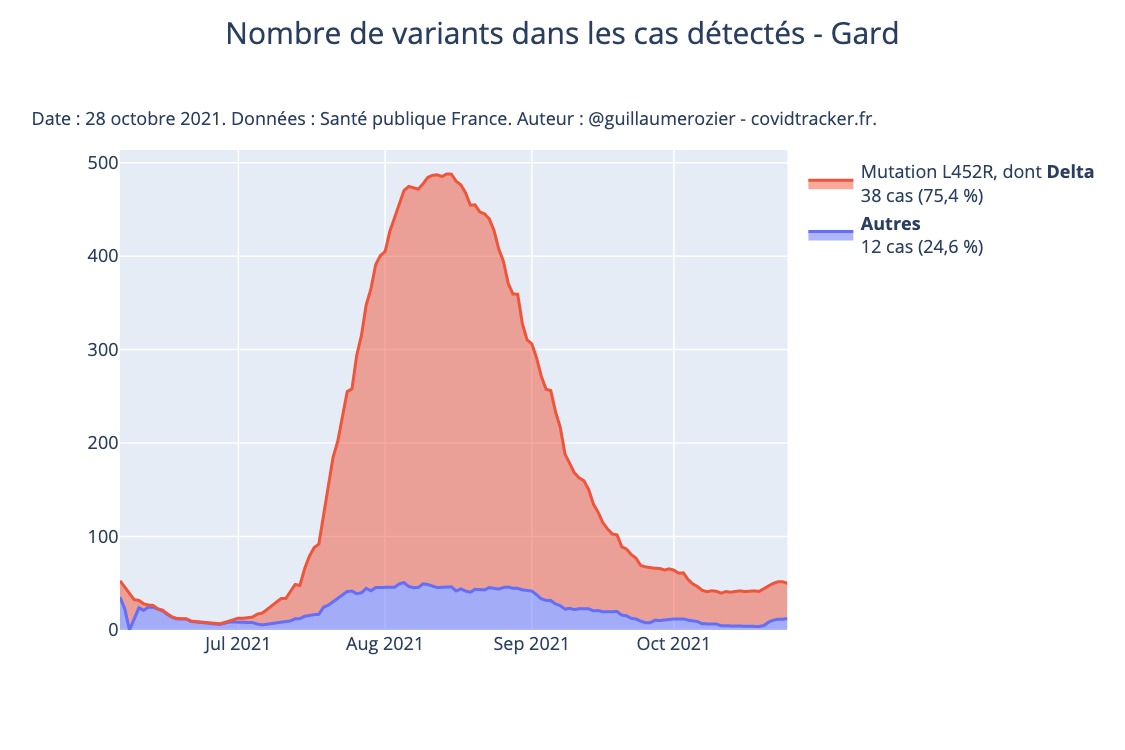 Nombre de variants dans les cas détectés - Gard
Date : 28 octobre 2021. Données : Santé publique France. Auteur : @guillaumerozier - covidtracker.fr.
Mutation L452R, dont Delta
38 cas (75,4 %)
Autres
12 cas (24,6 %)
500
400
300
200
100
0
Jul 2021
Aug 2021
Sep 2021
Oct 2021